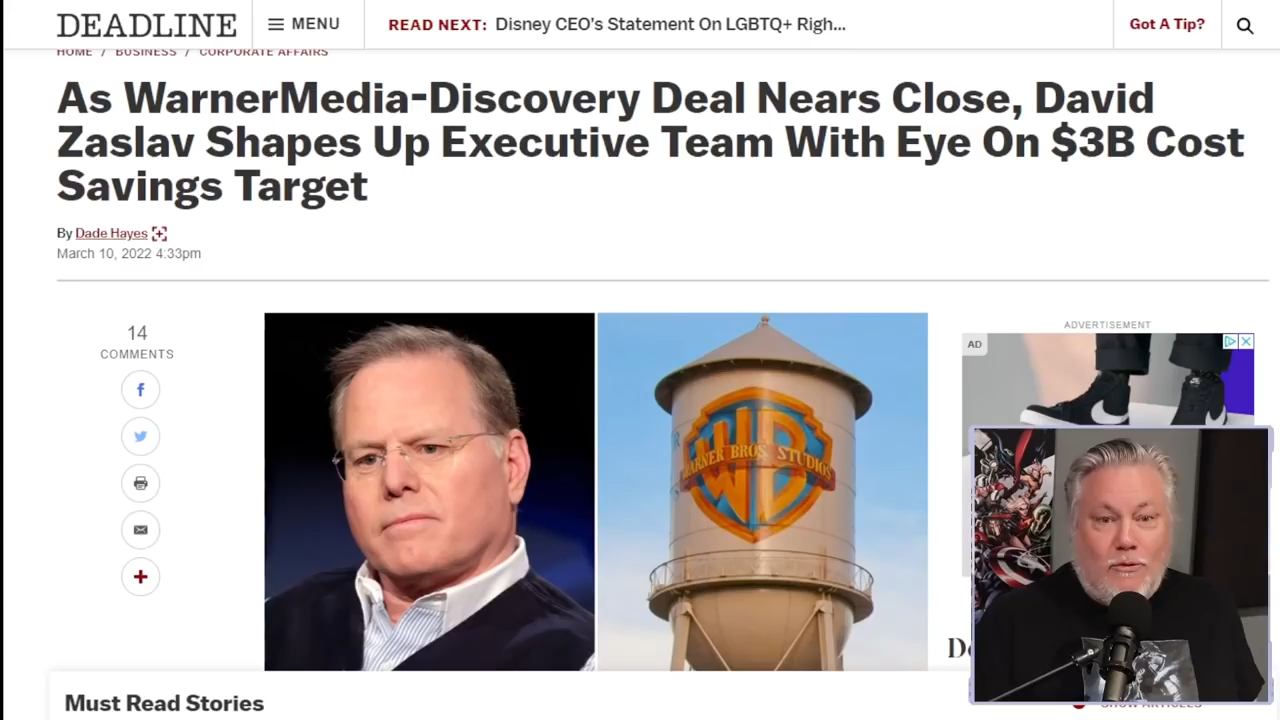 DEADLINE
MENU
READ NEXT: Disney CEO's Statement On LGBTQ+ Righ...
Got A Tip?
HOME / BUSINESS / CORPORATE AFFAIRS
As WarnerMedia-Discovery Deal Nears Close, David
Zaslav Shapes Up Executive Team With Eye On $3B Cost
Savings Target
By Dade Hayes [+]
March 10, 2022 4:33pm
14
COMMENTS
ADVERTISEMENT
AD
WB
WARNER BROS STUDIOS
Must Read Stories
SHOW ARTICLES